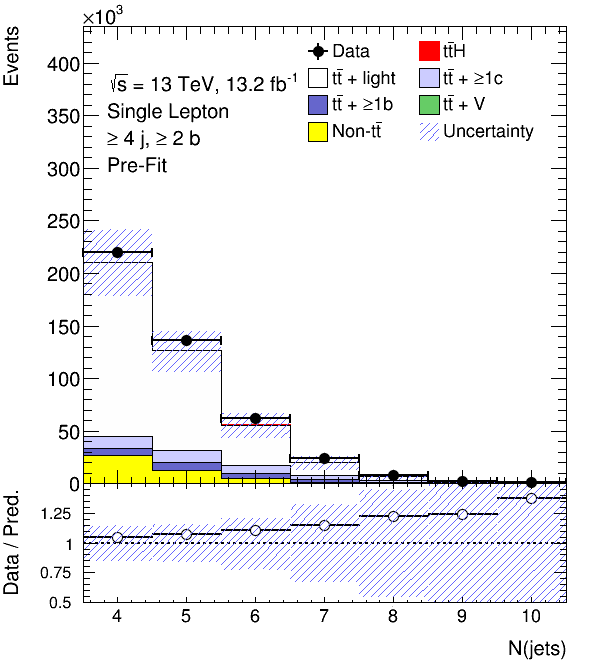 ×10³
Events
400
350
300
250
200
150
100
50
0
√s = 13 TeV, 13.2 fb⁻¹
Single Lepton
≥ 4 j, ≥ 2 b
Pre-Fit
Data
tt̄H
tt̄ + light
tt̄ + ≥1c
tt̄ + ≥1b
tt̄ + V
Non-tt̄
Uncertainty
Data / Pred.
1.25
1
0.75
0.5
4 5 6 7 8 9 10
N(jets)